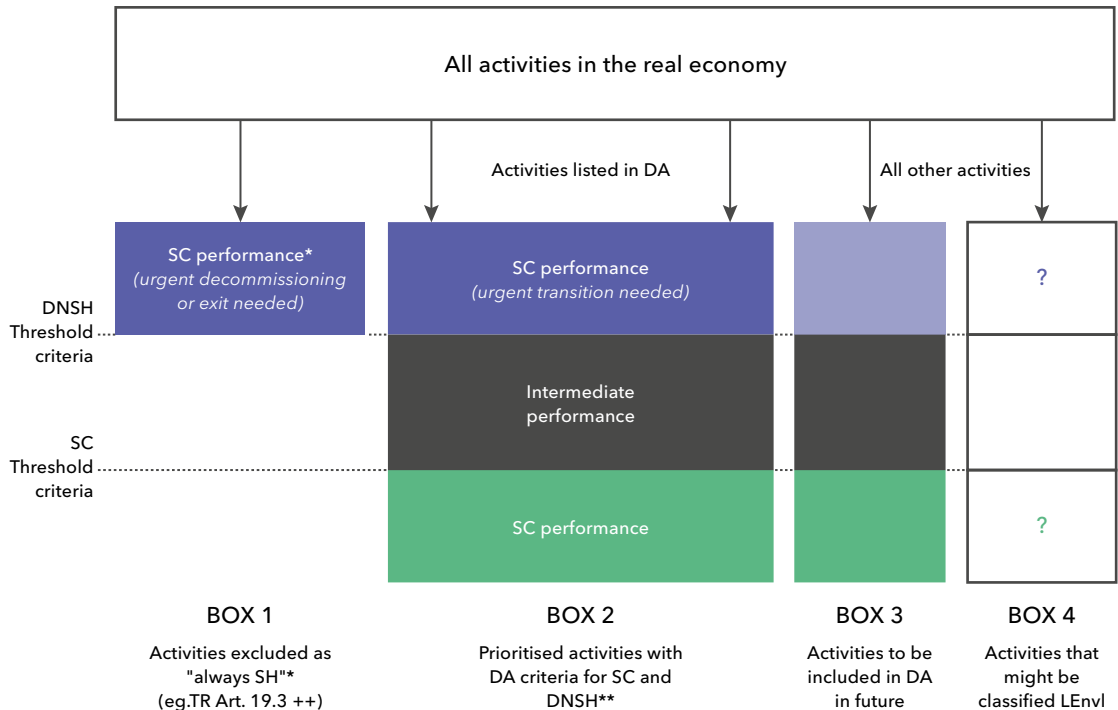 All activities in the real economy
Activities listed in DA
All other activities
SC performance*
(urgent decommissioning
or exit needed)
SC performance
(urgent transition needed)
?
DNSH
Threshold
criteria
Intermediate
performance
SC
Threshold
criteria
SC performance
?
BOX 1
Activities excluded as
"always SH"*
(eg.TR Art. 19.3 ++)
BOX 2
Prioritised activities with
DA criteria for SC and
DNSH**
BOX 3
Activities to be
included in DA
in future
BOX 4
Activities that
might be
classified LEnvl